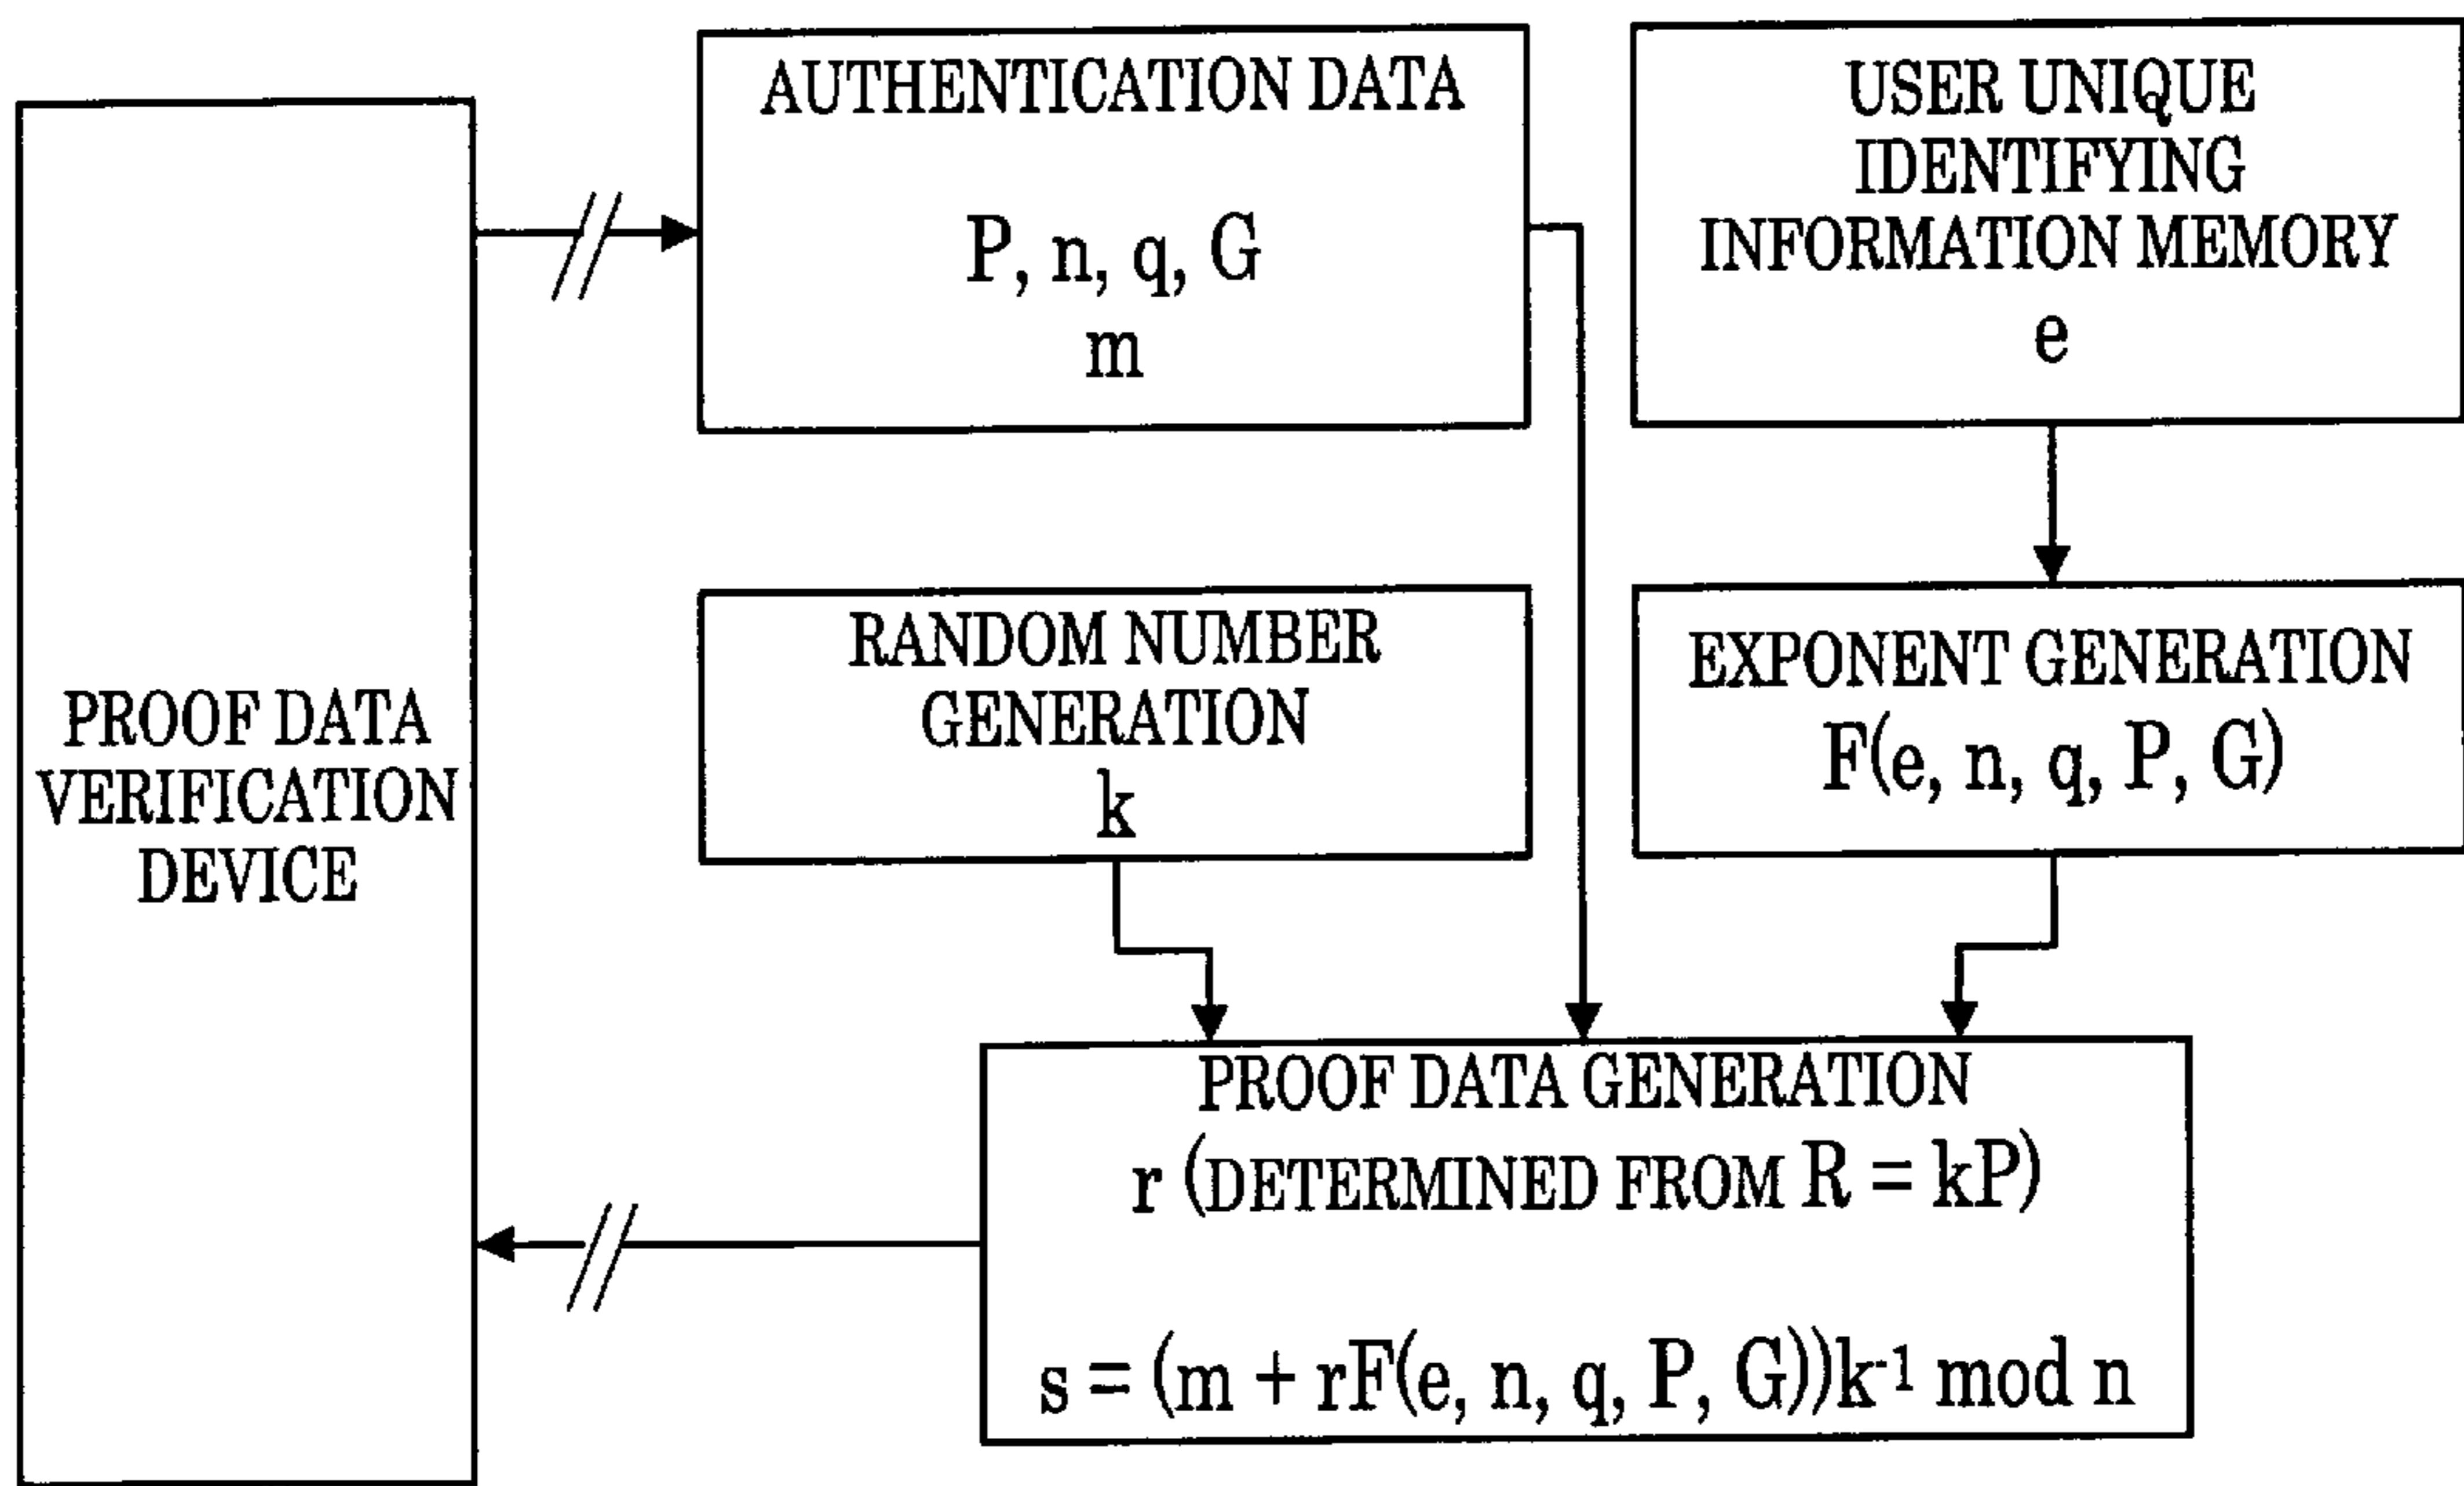 AUTHENTICATION DATA
P, n, q, G
m
USER UNIQUE
IDENTIFYING
INFORMATION MEMORY
e
PROOF DATA
VERIFICATION
DEVICE
RANDOM NUMBER
GENERATION
k
EXPONENT GENERATION
F(e, n, q, P, G)
PROOF DATA GENERATION
r (DETERMINED FROM R = kP)
s = (m + rF(e, n, q, P, G))k⁻¹ mod n